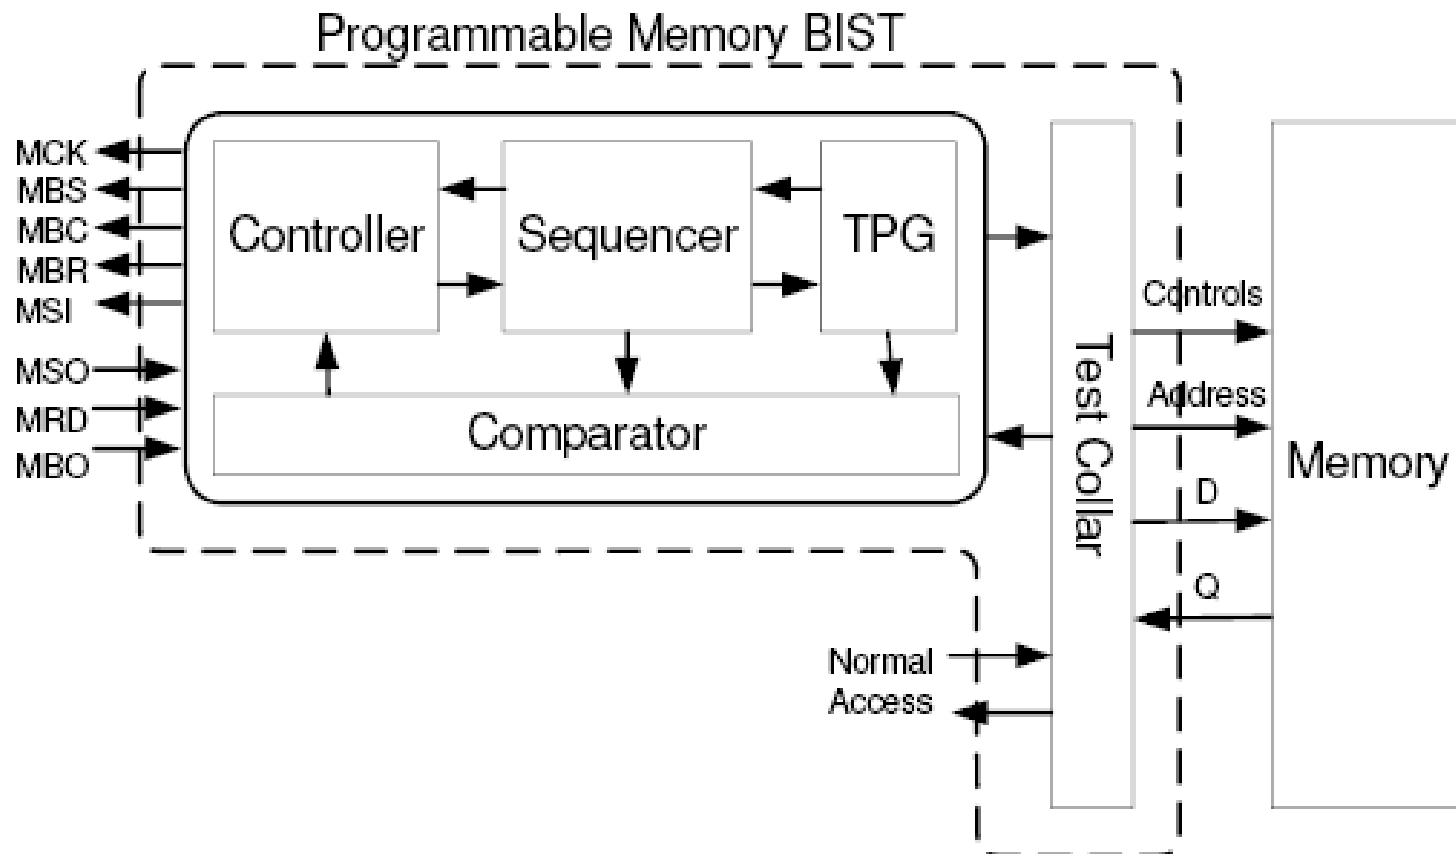 Programmable Memory BIST
MCK
MBS
MBC
MBR
MSI
MSO
MRD
MBO
Controller
Sequencer
TPG
Comparator
Test Collar
Controls
Address
D
Q
Memory
Normal
Access